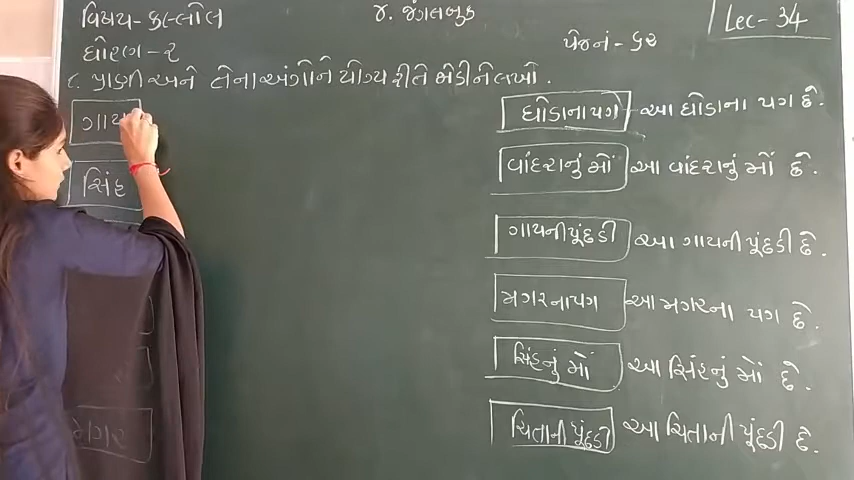 વિષય - કલ્લોલ
૪. જંગલબુક
Lec - 34
ધોરણ - ૨
પેજ નં - ૬૨
૮. પ્રાણી અને તેના અંગોને યોગ્ય રીતે જોડીને લખો.
ગાય
સિંહ
મગર
ઘોડાના પગ - આ ઘોડાના પગ છે.
વાંદરાનું મોં આ વાંદરાનું મોં છે.
ગાયની પૂંછડી આ ગાયની પૂંછડી છે.
મગરના પગ આ મગરના પગ છે.
સિંહનું મોં આ સિંહનું મોં છે.
ચિતાની પૂંછડી આ ચિતાની પૂંછડી છે.